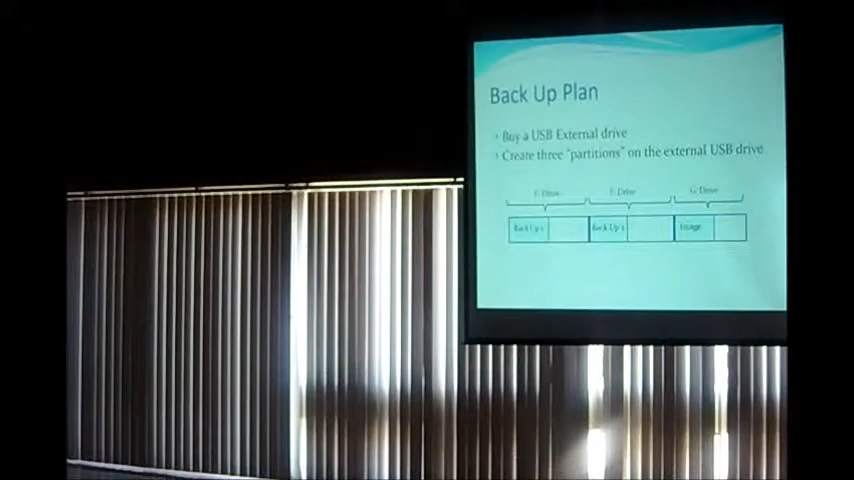 Back Up Plan
Buy a USB External drive
Create three "partitions" on the external USB drive
E: Drive F: Drive G: Drive
Back Up 1 Back Up 2 Image